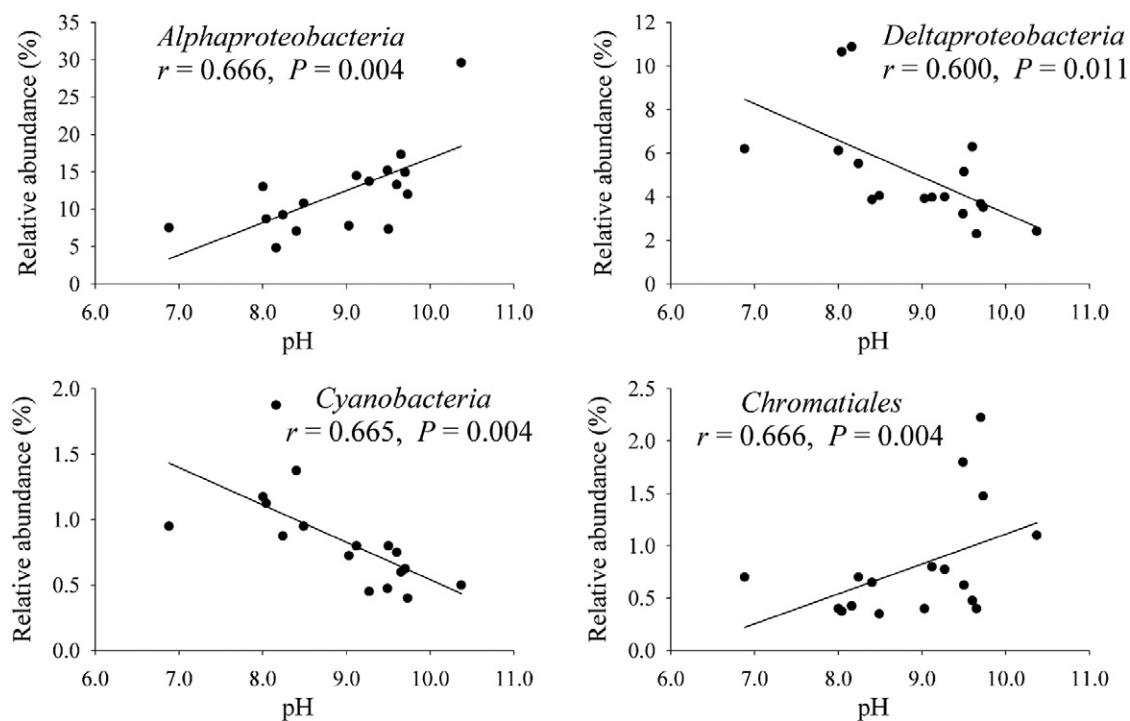 Alphaproteobacteria
r = 0.666, P = 0.004
Relative abundance (%)
35
30
25
20
15
10
5
0
6.0 7.0 8.0 9.0 10.0 11.0
pH
Deltaproteobacteria
r = 0.600, P = 0.011
Relative abundance (%)
12
10
8
6
4
2
0
6.0 7.0 8.0 9.0 10.0 11.0
pH
Cyanobacteria
r = 0.665, P = 0.004
Relative abundance (%)
2.0
1.5
1.0
0.5
0.0
6.0 7.0 8.0 9.0 10.0 11.0
pH
Chromatiales
r = 0.666, P = 0.004
Relative abundance (%)
2.5
2.0
1.5
1.0
0.5
0.0
6.0 7.0 8.0 9.0 10.0 11.0
pH